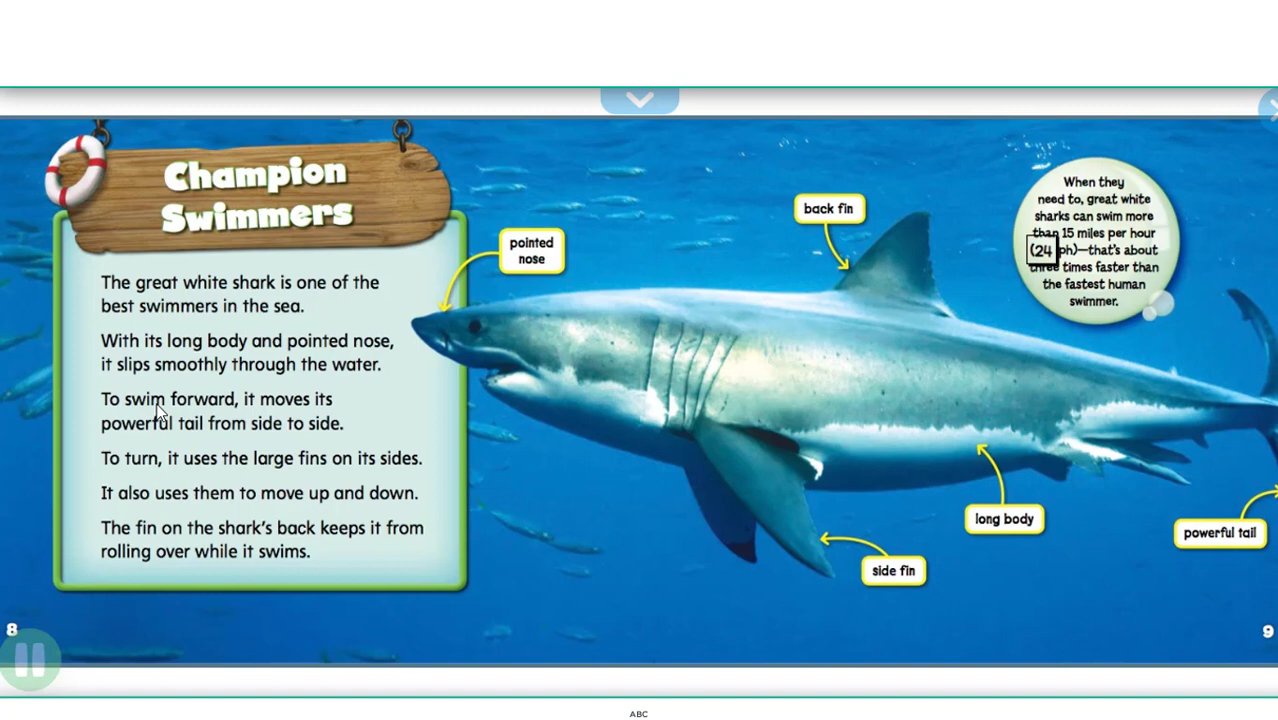 Champion
Swimmers
The great white shark is one of the
best swimmers in the sea.
With its long body and pointed nose,
it slips smoothly through the water.
To swim forward, it moves its
powerful tail from side to side.
To turn, it uses the large fins on its sides.
It also uses them to move up and down.
The fin on the shark's back keeps it from
rolling over while it swims.
8
pointed
nose
back fin
When they
need to, great white
sharks can swim more
than 15 miles per hour
(24 ph)—that's about
three times faster than
the fastest human
swimmer.
long body
side fin
powerful tail
9
ABC